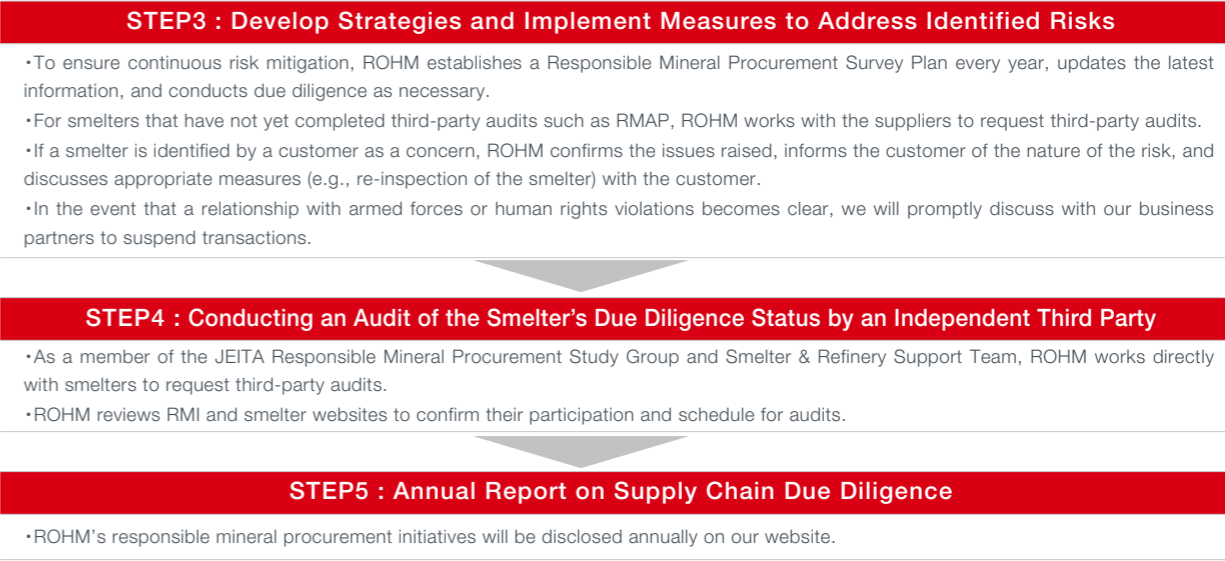 STEP3 : Develop Strategies and Implement Measures to Address Identified Risks
・To ensure continuous risk mitigation, ROHM establishes a Responsible Mineral Procurement Survey Plan every year, updates the latest
information, and conducts due diligence as necessary.
・For smelters that have not yet completed third-party audits such as RMAP, ROHM works with the suppliers to request third-party audits.
・If a smelter is identified by a customer as a concern, ROHM confirms the issues raised, informs the customer of the nature of the risk, and
discusses appropriate measures (e.g., re-inspection of the smelter) with the customer.
・In the event that a relationship with armed forces or human rights violations becomes clear, we will promptly discuss with our business
partners to suspend transactions.
STEP4 : Conducting an Audit of the Smelter’s Due Diligence Status by an Independent Third Party
・As a member of the JEITA Responsible Mineral Procurement Study Group and Smelter & Refinery Support Team, ROHM works directly
with smelters to request third-party audits.
・ROHM reviews RMI and smelter websites to confirm their participation and schedule for audits.
STEP5 : Annual Report on Supply Chain Due Diligence
・ROHM’s responsible mineral procurement initiatives will be disclosed annually on our website.